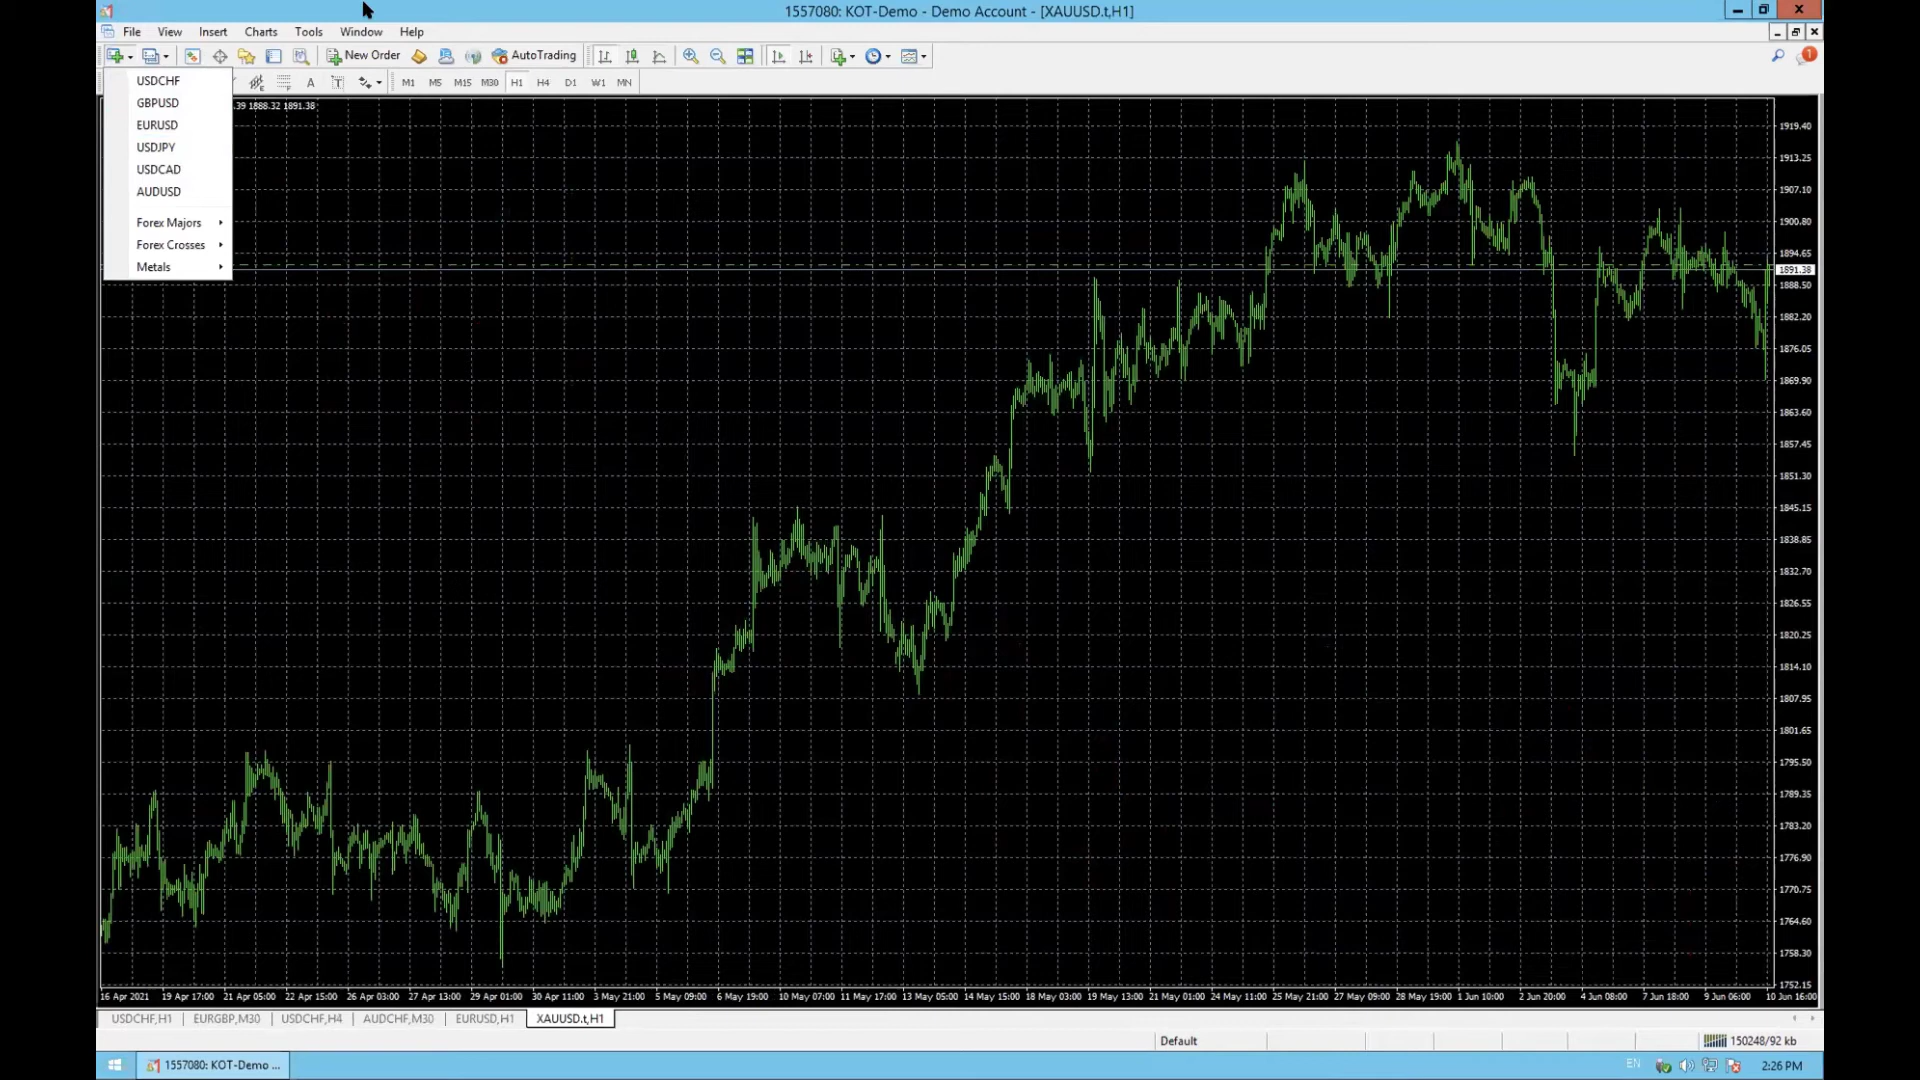 1557080: KOT-Demo - Demo Account - [XAUUSD.t,H1]
File View Insert Charts Tools Window Help
New Order AutoTrading 1
A T M1 M5 M15 M30 H1 H4 D1 W1 MN
.39 1888.32 1891.38
USDCHF
GBPUSD
EURUSD
USDJPY
USDCAD
AUDUSD
Forex Majors
Forex Crosses
Metals
1919.40
1913.25
1907.10
1900.80
1894.65
1891.38
1888.50
1882.20
1876.05
1869.90
1863.60
1857.45
1851.30
1845.15
1838.85
1832.70
1826.55
1820.25
1814.10
1807.95
1801.65
1795.50
1789.35
1783.20
1776.90
1770.75
1764.60
1758.30
1752.15
16 Apr 2021 19 Apr 17:00 21 Apr 05:00 22 Apr 15:00 26 Apr 03:00 27 Apr 13:00 29 Apr 01:00 30 Apr 11:00 3 May 21:00 5 May 09:00 6 May 19:00 10 May 07:00 11 May 17:00 13 May 05:00 14 May 15:00 18 May 03:00 19 May 13:00 21 May 01:00 24 May 11:00 25 May 21:00 27 May 09:00 28 May 19:00 1 Jun 10:00 2 Jun 20:00 4 Jun 08:00 7 Jun 18:00 9 Jun 06:00 10 Jun 16:00
USDCHF,H1 EURGBP,M30 USDCHF,H4 AUDCHF,M30 EURUSD,H1 XAUUSD.t,H1
Default 150248/92 kb
1557080: KOT-Demo ... EN 2:26 PM